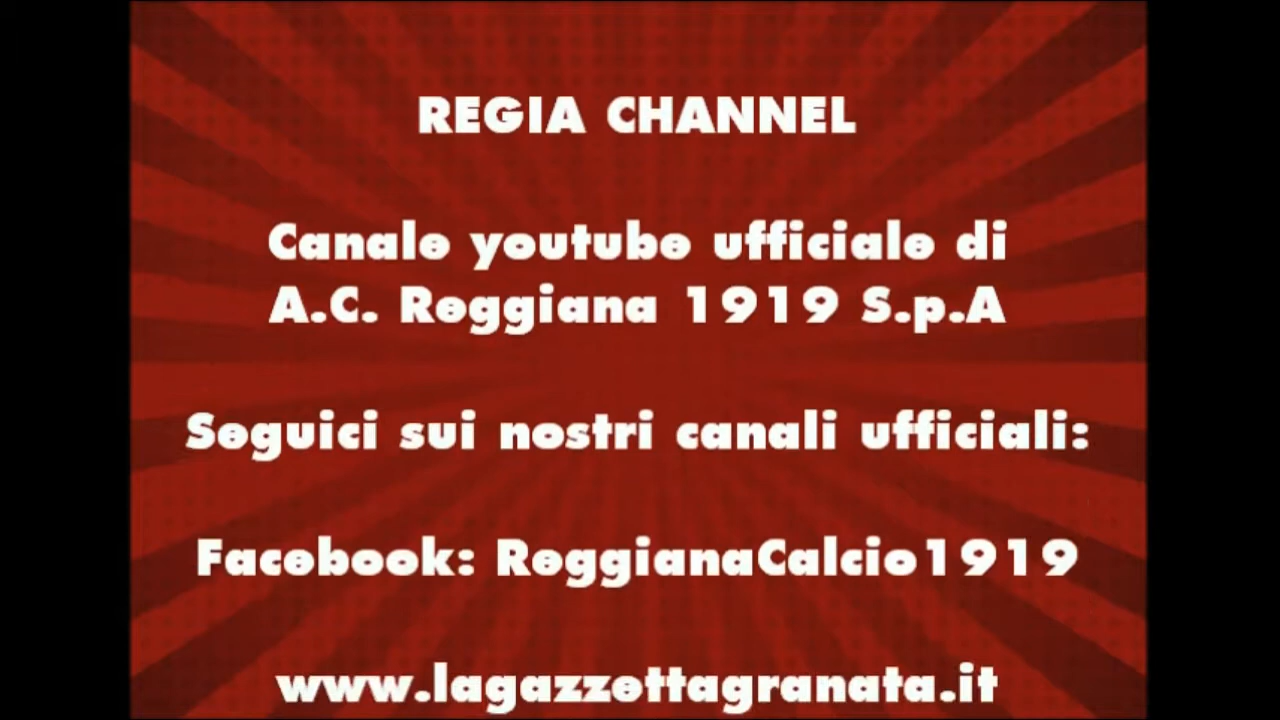 REGIA CHANNEL
Canale youtube ufficiale di
A.C. Reggiana 1919 S.p.A
Seguici sui nostri canali ufficiali:
Facebook: ReggianaCalcio1919
www.lagazzettagranata.it